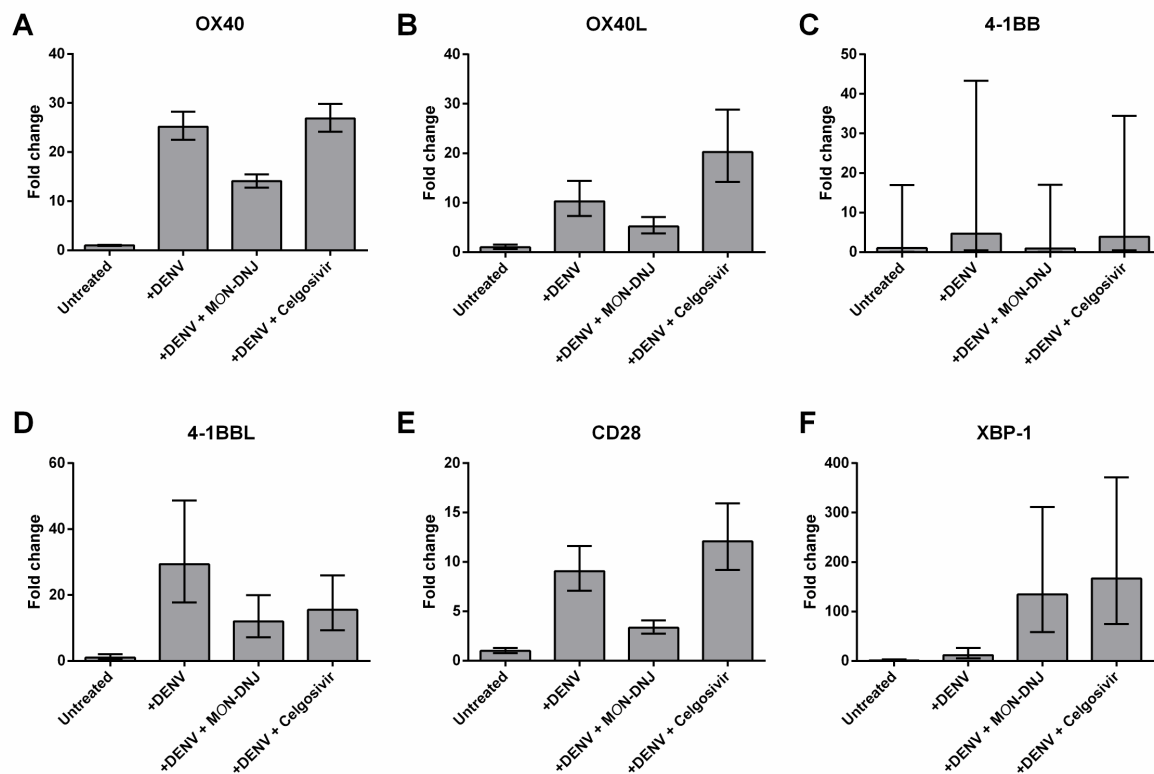 A
OX40
Fold change
40
30
20
10
0
Untreated
+DENV
+DENV + MON-DNJ
+DENV + Celgosivir
B
OX40L
Fold change
40
30
20
10
0
Untreated
+DENV
+DENV + MON-DNJ
+DENV + Celgosivir
C
4-1BB
Fold change
50
40
30
20
10
0
Untreated
+DENV
+DENV + MON-DNJ
+DENV + Celgosivir
D
4-1BBL
Fold change
60
40
20
0
Untreated
+DENV
+DENV + MON-DNJ
+DENV + Celgosivir
E
CD28
Fold change
20
15
10
5
0
Untreated
+DENV
+DENV + MON-DNJ
+DENV + Celgosivir
F
XBP-1
Fold change
400
300
200
100
0
Untreated
+DENV
+DENV + MON-DNJ
+DENV + Celgosivir